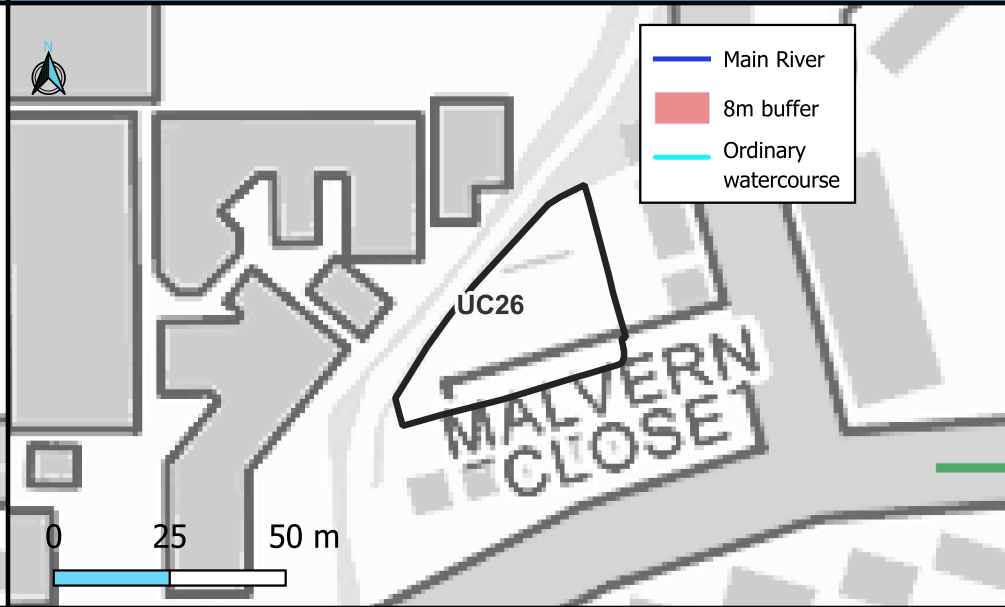 N
Main River
8m buffer
Ordinary
watercourse
UC26
MALVERN
CLOSE
0 25 50 m